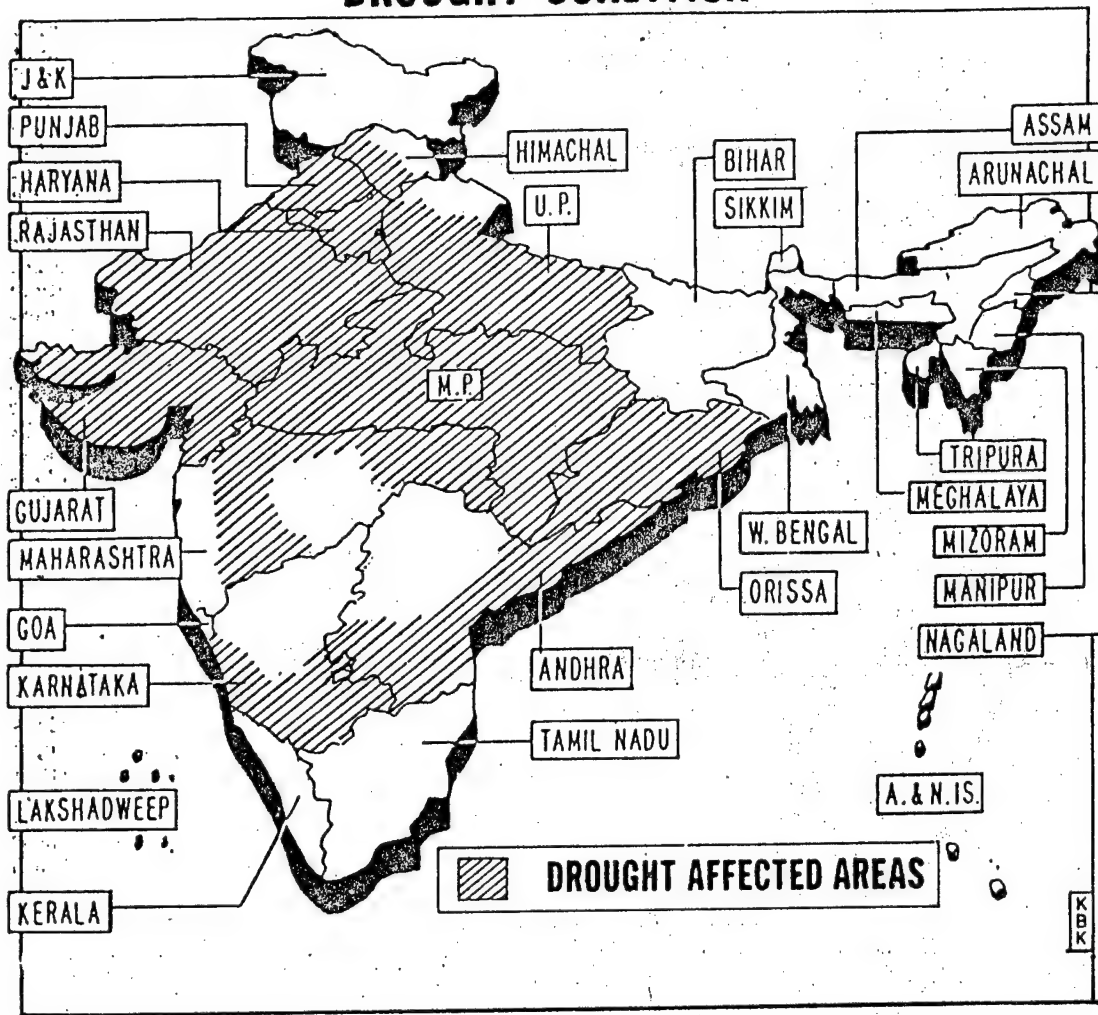 DROUGHT CONDITION
J & K
PUNJAB
HARYANA
RAJASTHAN
HIMACHAL
U. P.
BIHAR
SIKKIM
ASSAM
ARUNACHAL
M. P.
GUJARAT
MAHARASHTRA
GOA
KARNATAKA
LAKSHADWEEP
KERALA
ANDHRA
TAMIL NADU
W. BENGAL
ORISSA
TRIPURA
MEGHALAYA
MIZORAM
MANIPUR
NAGALAND
A. & N. IS.
DROUGHT AFFECTED AREAS
KBK